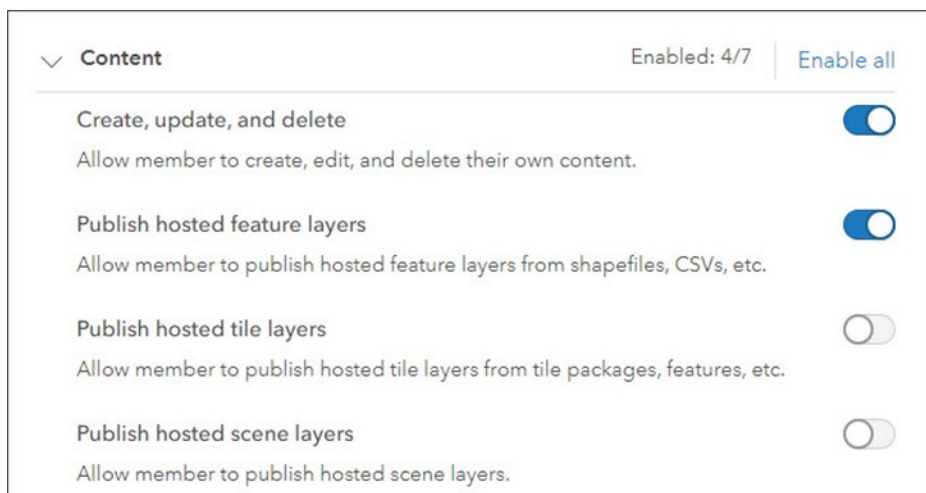 Content Enabled: 4/7 Enable all
Create, update, and delete
Allow member to create, edit, and delete their own content.
Publish hosted feature layers
Allow member to publish hosted feature layers from shapefiles, CSVs, etc.
Publish hosted tile layers
Allow member to publish hosted tile layers from tile packages, features, etc.
Publish hosted scene layers
Allow member to publish hosted scene layers.